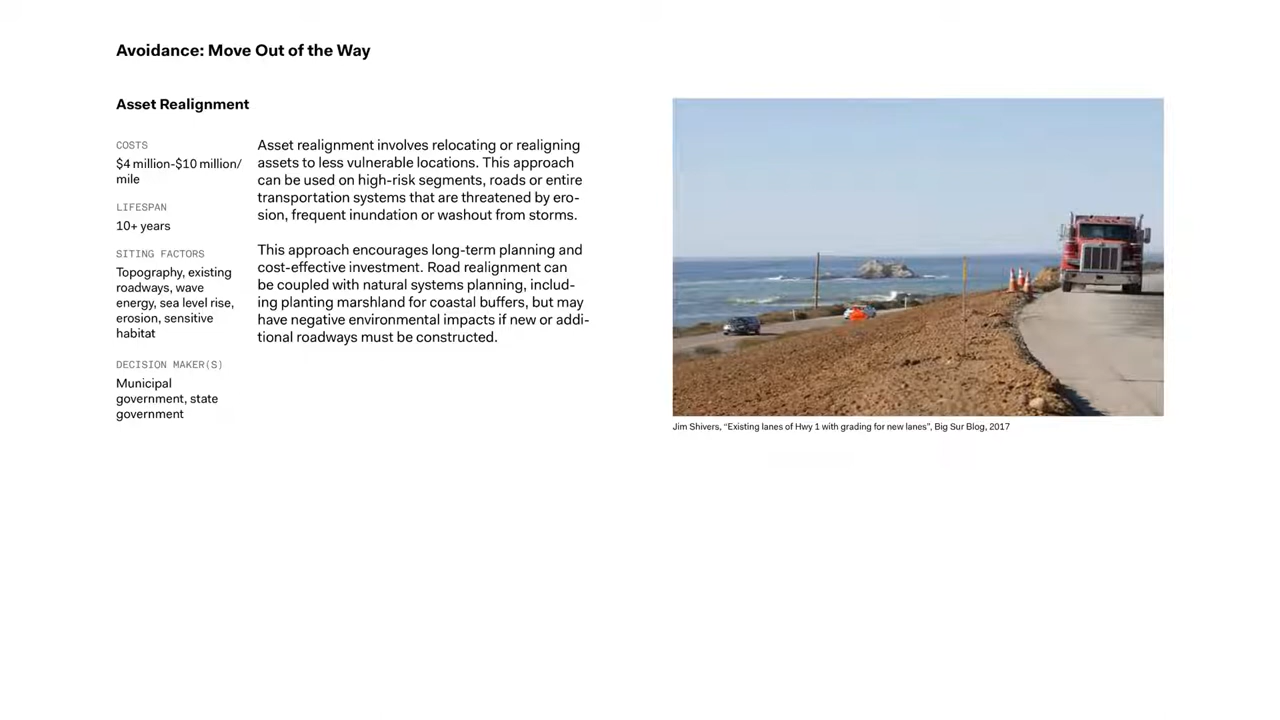 Avoidance: Move Out of the Way
Asset Realignment
COSTS
$4 million-$10 million/
mile
LIFESPAN
10+ years
SITING FACTORS
Topography, existing
roadways, wave
energy, sea level rise,
erosion, sensitive
habitat
DECISION MAKER(S)
Municipal
government, state
government
Asset realignment involves relocating or realigning
assets to less vulnerable locations. This approach
can be used on high-risk segments, roads or entire
transportation systems that are threatened by ero-
sion, frequent inundation or washout from storms.
This approach encourages long-term planning and
cost-effective investment. Road realignment can
be coupled with natural systems planning, includ-
ing planting marshland for coastal buffers, but may
have negative environmental impacts if new or addi-
tional roadways must be constructed.
Jim Shivers, “Existing lanes of Hwy 1 with grading for new lanes”, Big Sur Blog, 2017